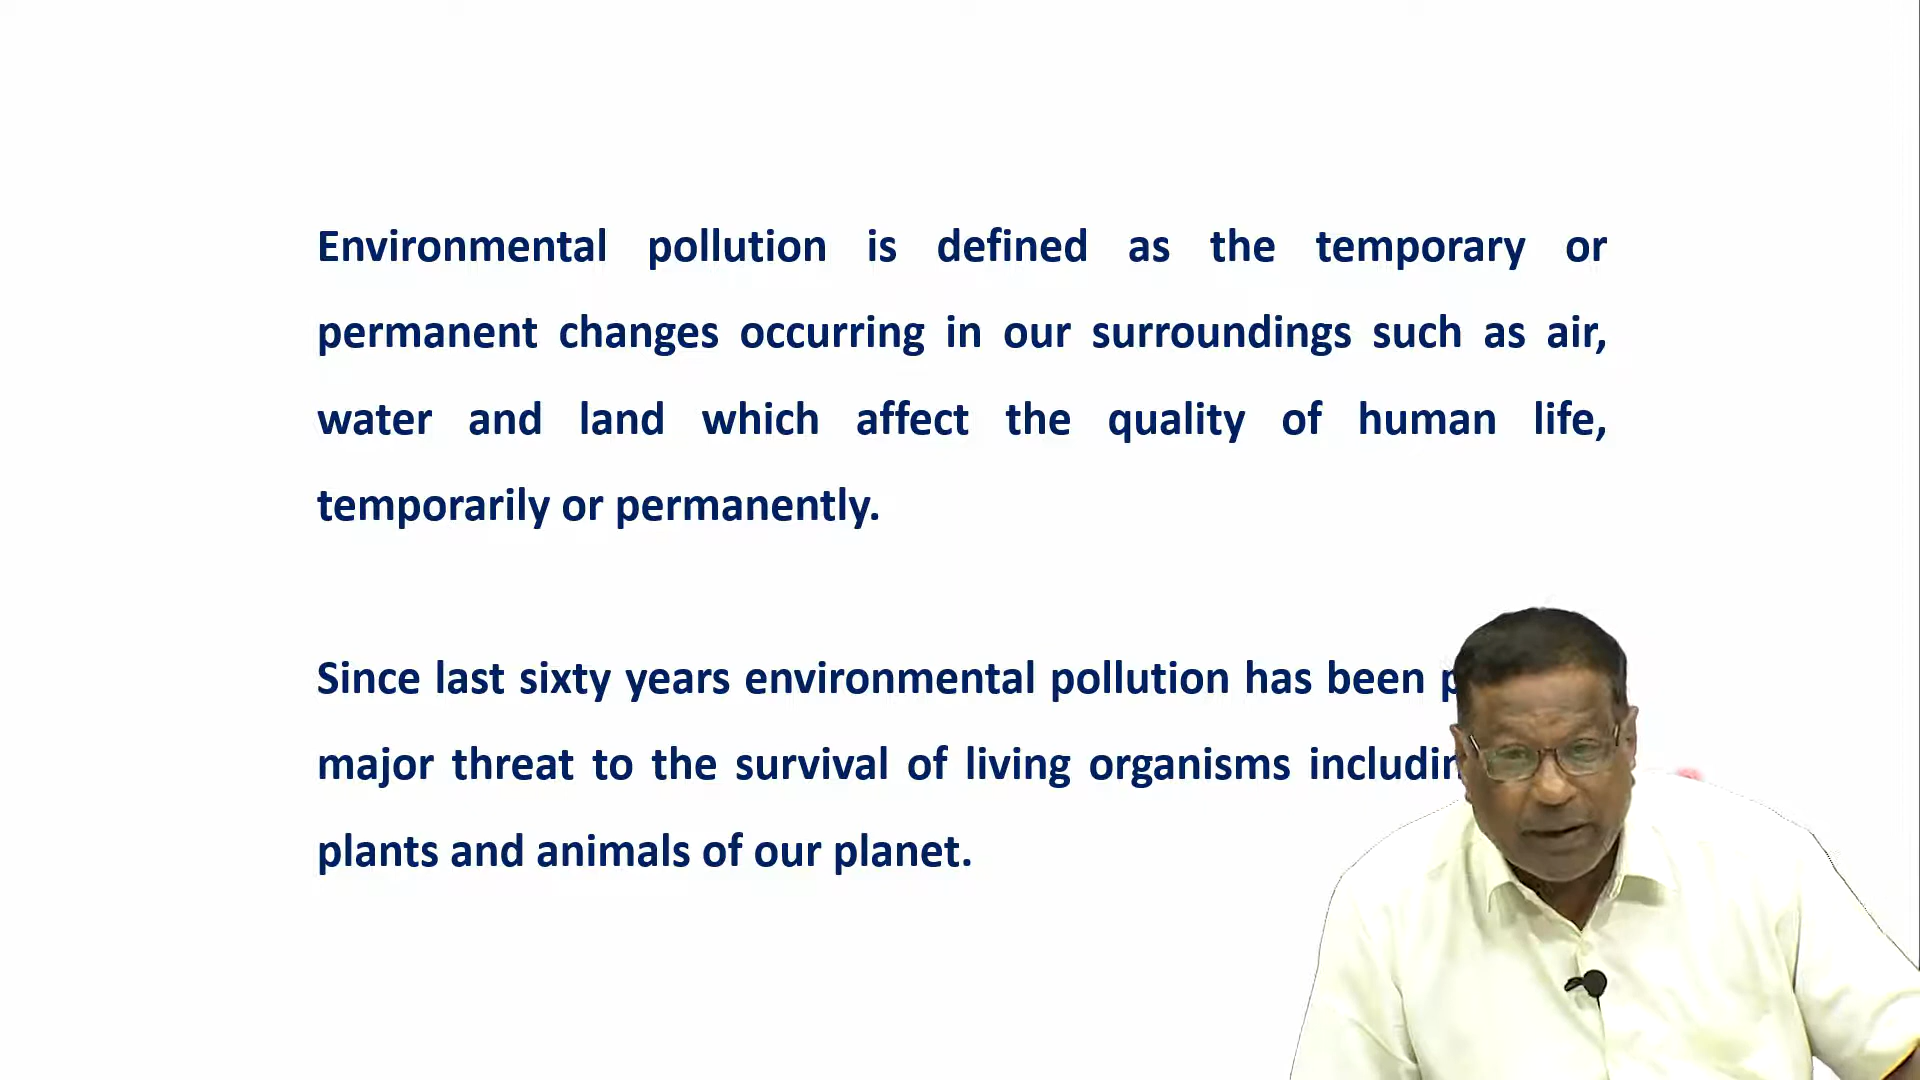 Environmental pollution is defined as the temporary or
permanent changes occurring in our surroundings such as air,
water and land which affect the quality of human life,
temporarily or permanently.
Since last sixty years environmental pollution has been
major threat to the survival of living organisms
plants and animals of our planet.